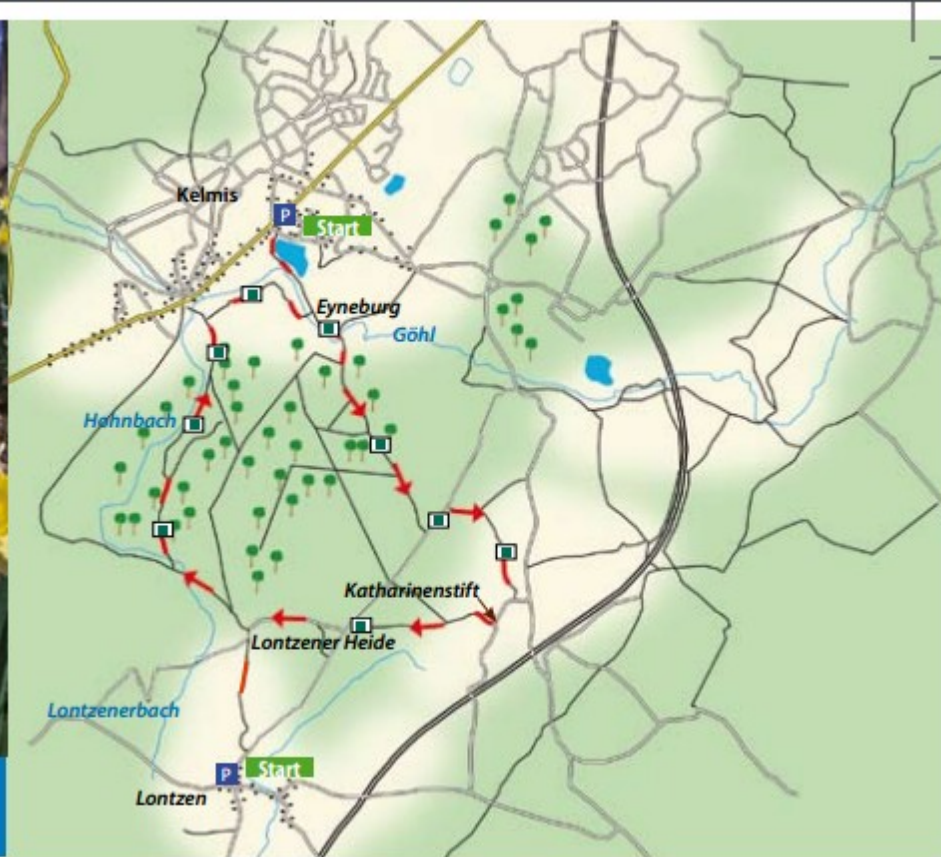 Kelmis
P
Start
Eyneburg
Göhl
Hohnbach
Katharinenstift
Lontzener Heide
Lontzenerbach
P
Start
Lontzen